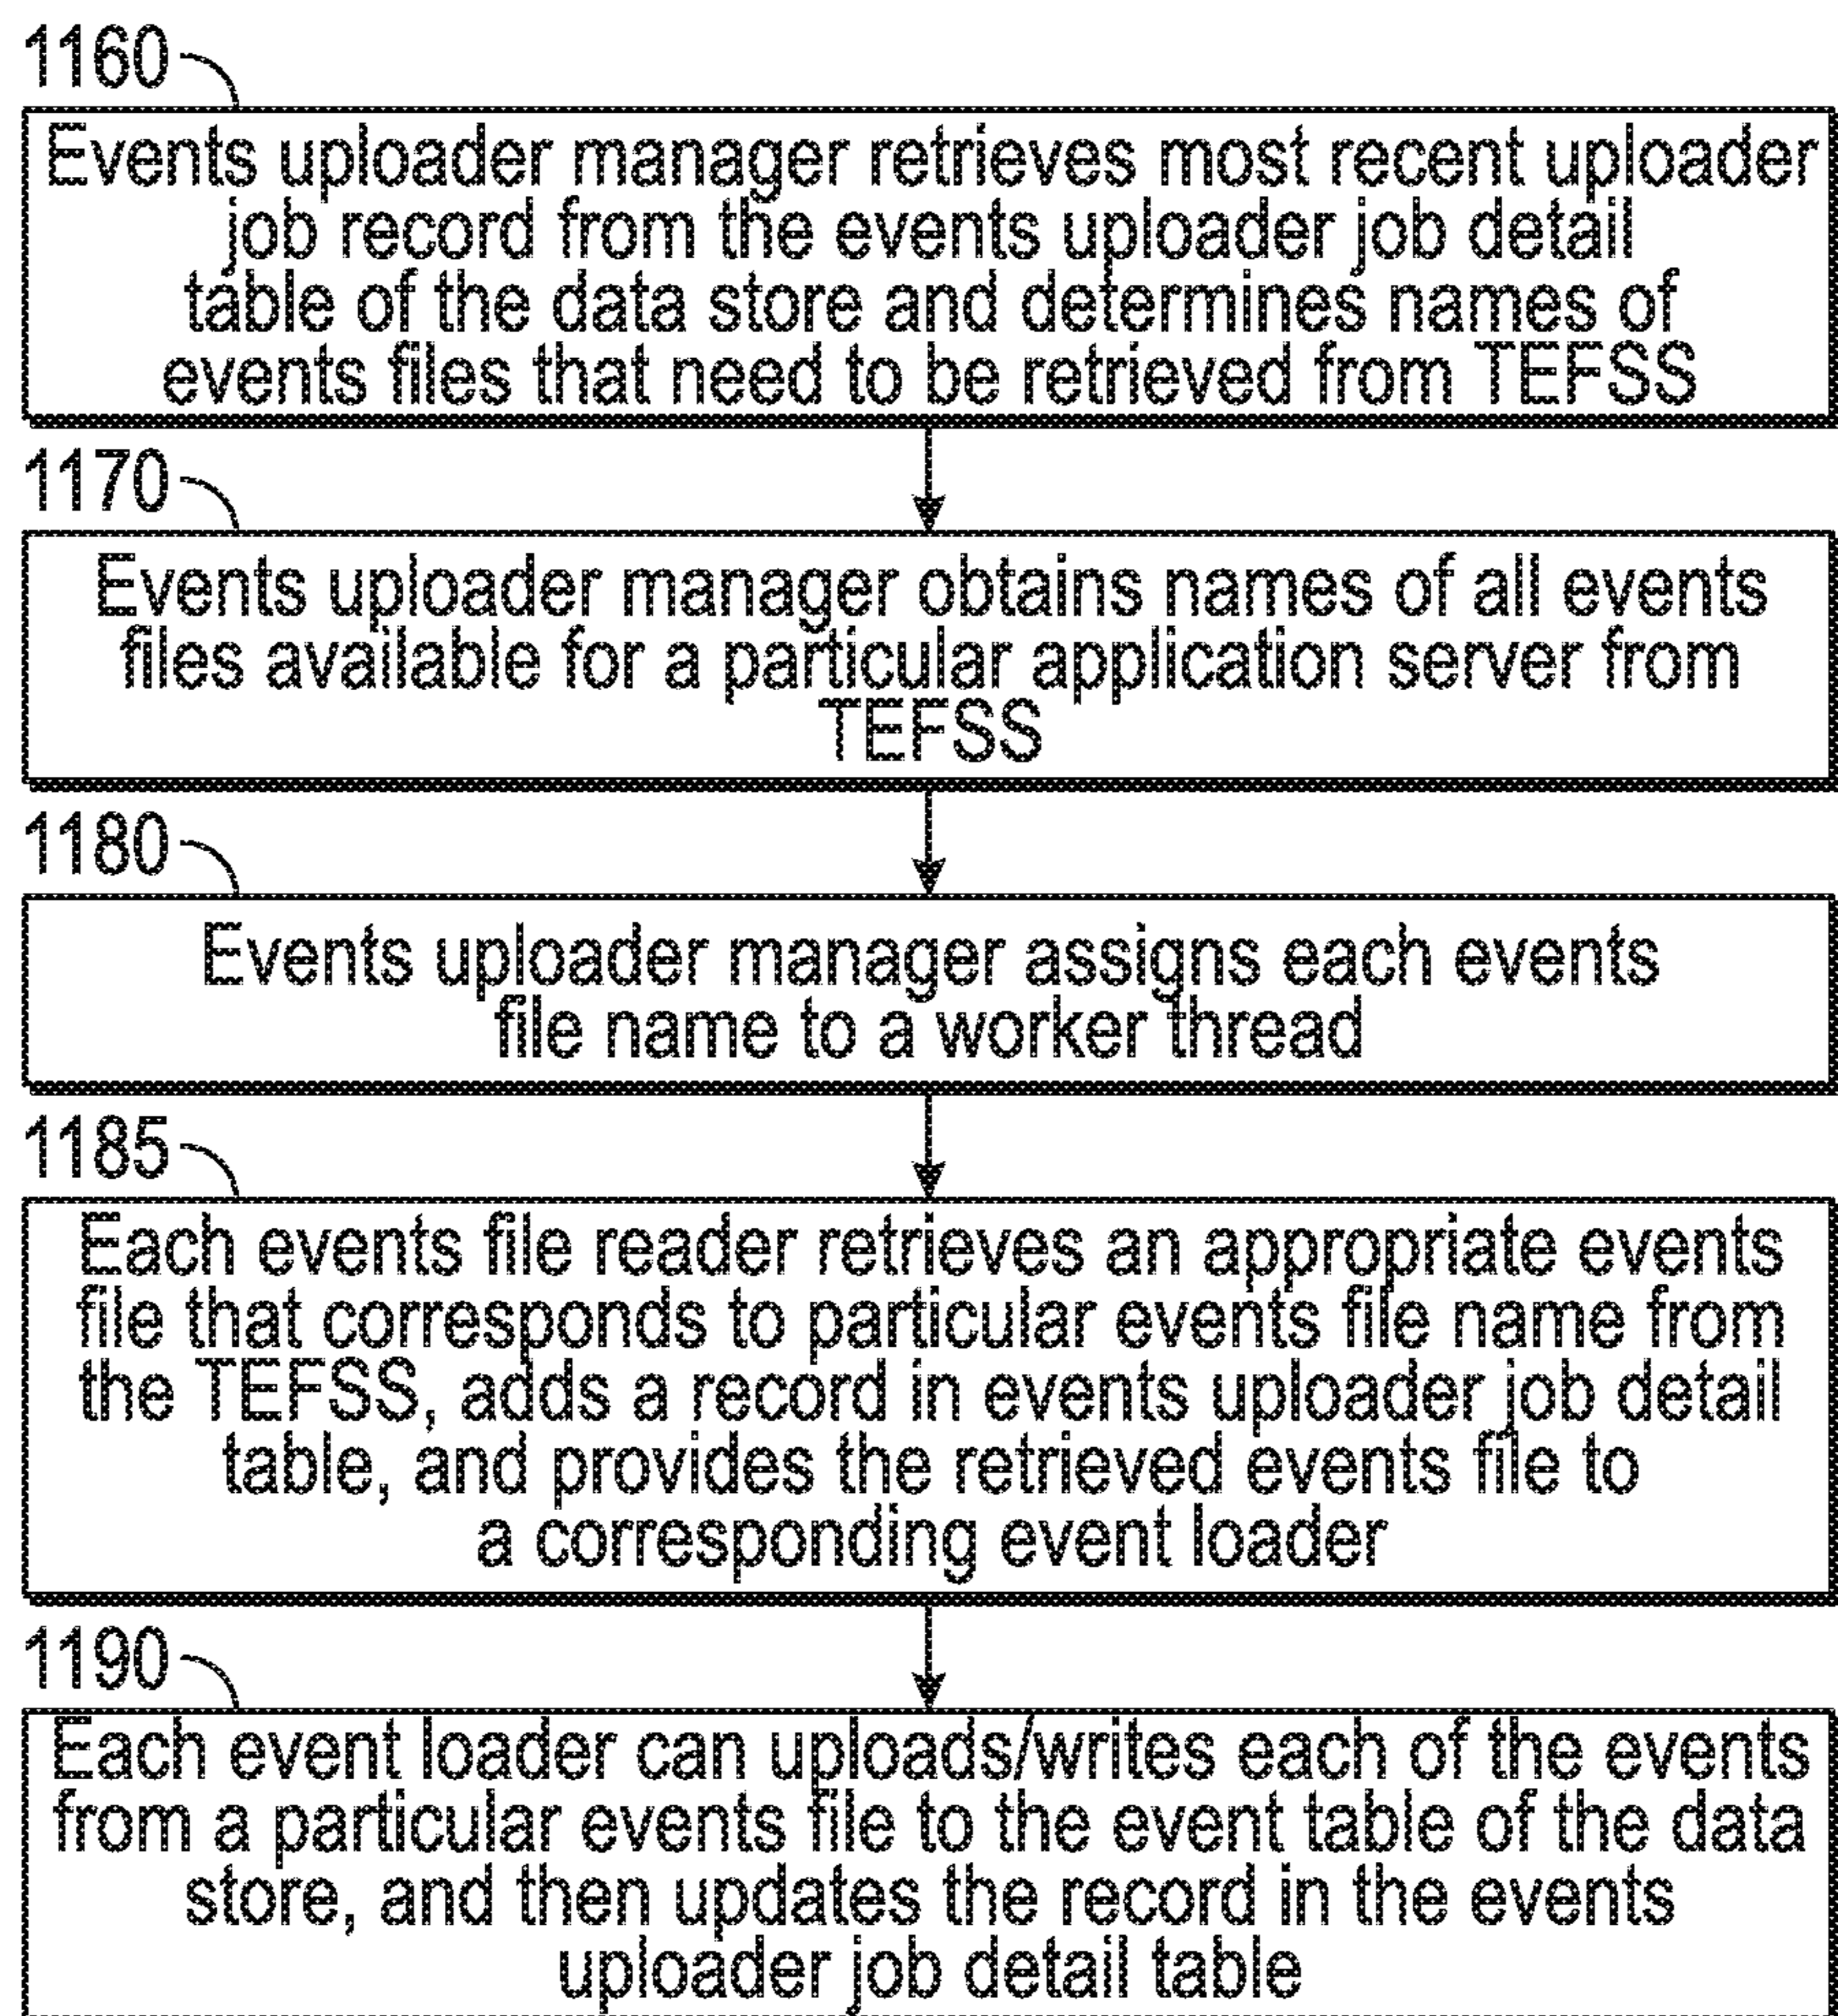 1160
Events uploader manager retrieves most recent uploader
job record from the events uploader job detail
table of the data store and determines names of
events files that need to be retrieved from TEFSS
1170
Events uploader manager obtains names of all events
files available for a particular application server from
TEFSS
1180
Events uploader manager assigns each events
file name to a worker thread
1185
Each events file reader retrieves an appropriate events
file that corresponds to particular events file name from
the TEFSS, adds a record in events uploader job detail
table, and provides the retrieved events file to
a corresponding event loader
1190
Each event loader can uploads/writes each of the events
from a particular events file to the event table of the data
store, and then updates the record in the events
uploader job detail table